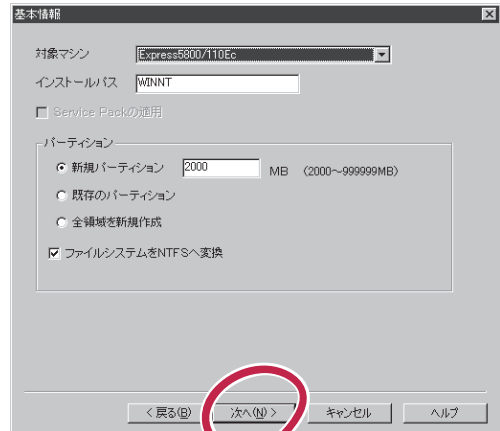 基本情報
対象マシン Express5800/110Ec
インストールパス WINNT
Service Packの適用
パーティション
新規パーティション 2000 MB (2000～999999MB)
既存のパーティション
全領域を新規作成
ファイルシステムをNTFSへ変換
< 戻る(B) 次へ(N) > キャンセル ヘルプ